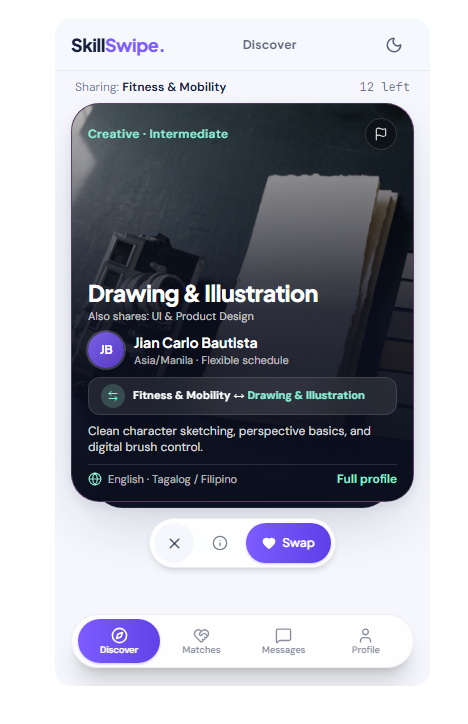 SkillSwipe.
Discover
Sharing: Fitness & Mobility
12 left
Creative · Intermediate
Drawing & Illustration
Also shares: UI & Product Design
JB
Jian Carlo Bautista
Asia/Manila · Flexible schedule
Fitness & Mobility ↔ Drawing & Illustration
Clean character sketching, perspective basics, and
digital brush control.
English · Tagalog / Filipino
Full profile
Swap
Discover
Matches
Messages
Profile